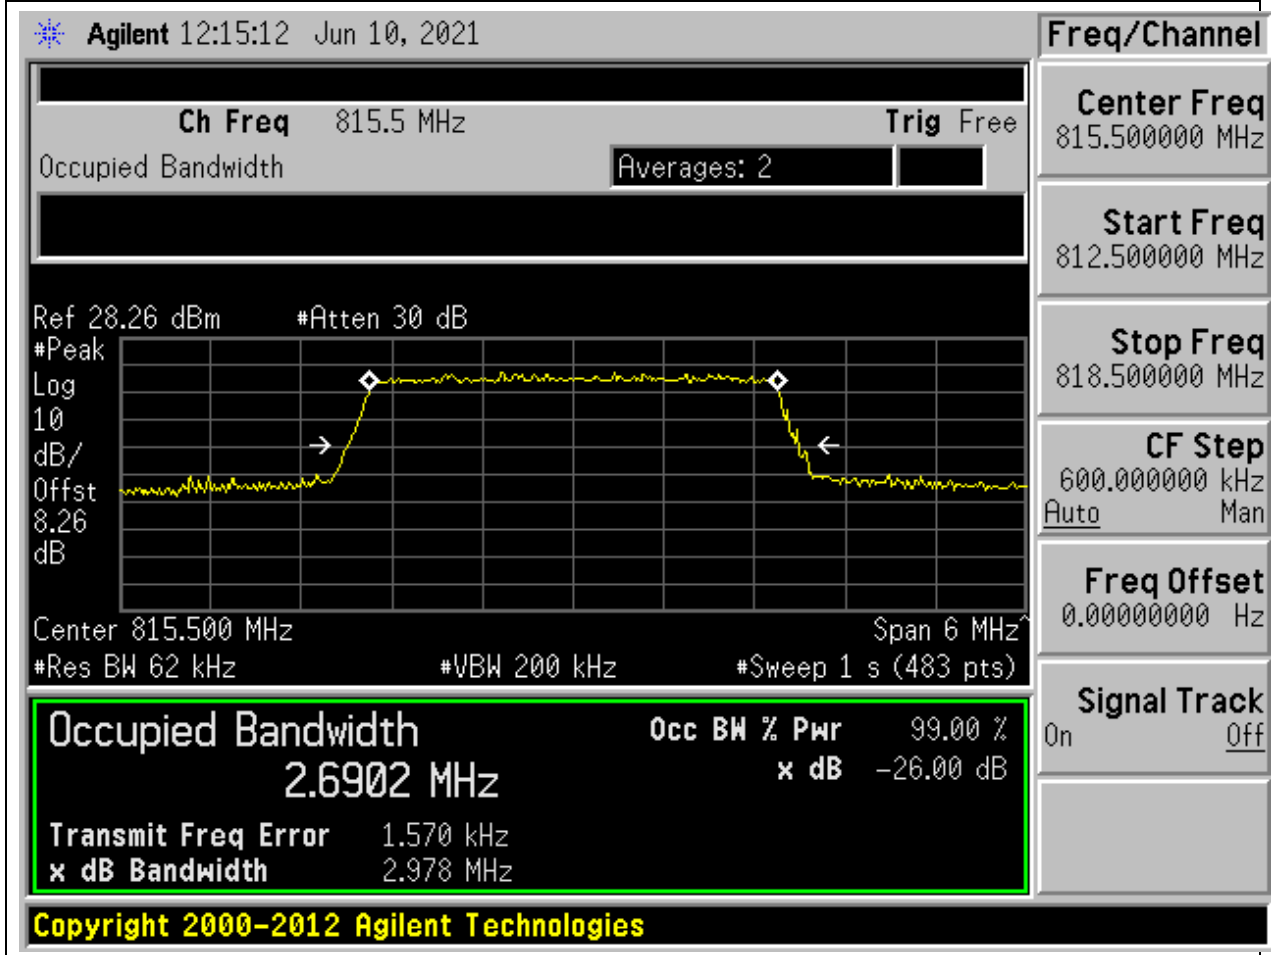 Agilent 12:15:12 Jun 10, 2021
Ch Freq 815.5 MHz Trig Free
Occupied Bandwidth Averages: 2
Ref 28.26 dBm #Atten 30 dB
#Peak
Log
10
dB/
Offst
8.26
dB
Center 815.500 MHz Span 6 MHz^
#Res BW 62 kHz #VBW 200 kHz #Sweep 1 s (483 pts)
Occupied Bandwidth Occ BW % Pwr 99.00 %
2.6902 MHz x dB -26.00 dB
Transmit Freq Error 1.570 kHz
x dB Bandwidth 2.978 MHz
Copyright 2000-2012 Agilent Technologies
Freq/Channel
Center Freq
815.500000 MHz
Start Freq
812.500000 MHz
Stop Freq
818.500000 MHz
CF Step
600.000000 kHz
Auto Man
Freq Offset
0.00000000 Hz
Signal Track
On Off